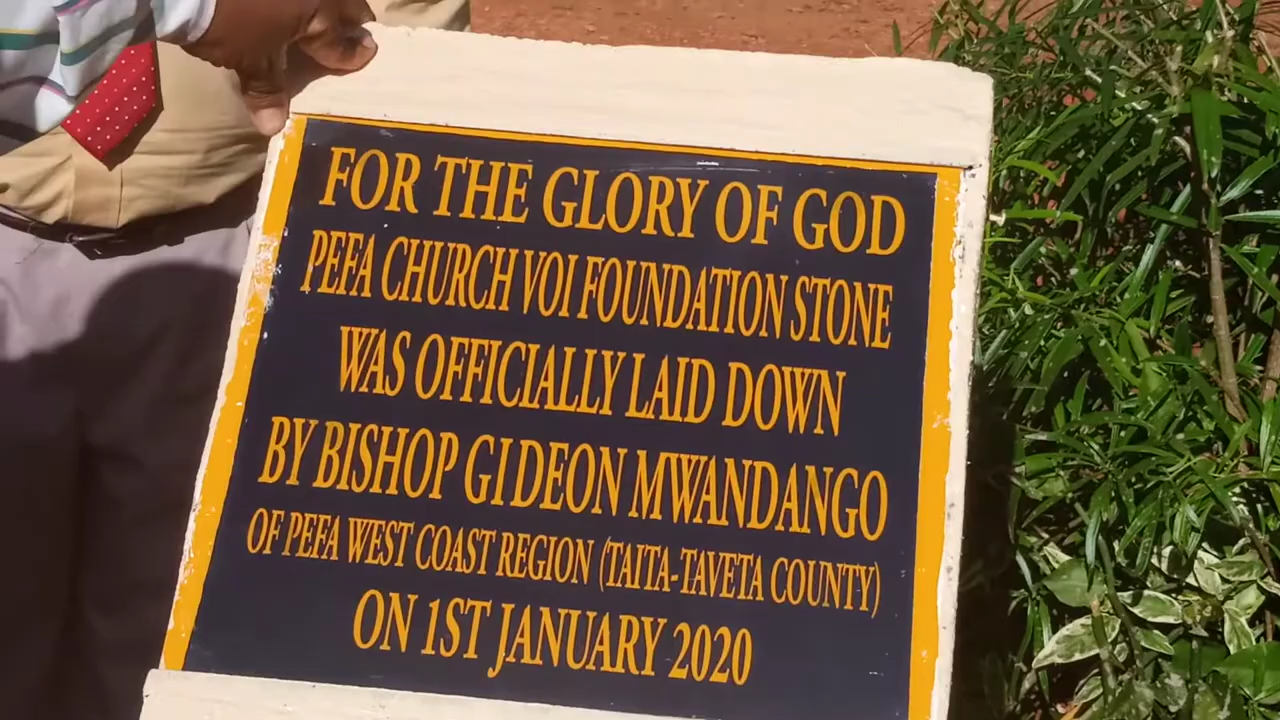 FOR THE GLORY OF GOD
PEFA CHURCH VOI FOUNDATION STONE
WAS OFFICIALLY LAID DOWN
BY BISHOP GIDEON MWANDANGO
OF PEFA WEST COAST REGION (TAITA-TAVETA COUNTY)
ON 1ST JANUARY 2020